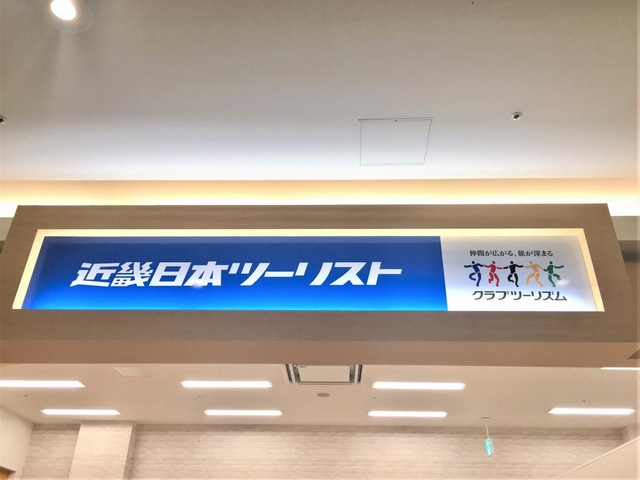 近畿日本ツーリスト
仲間が広がる、旅が深まる
クラブツーリズム